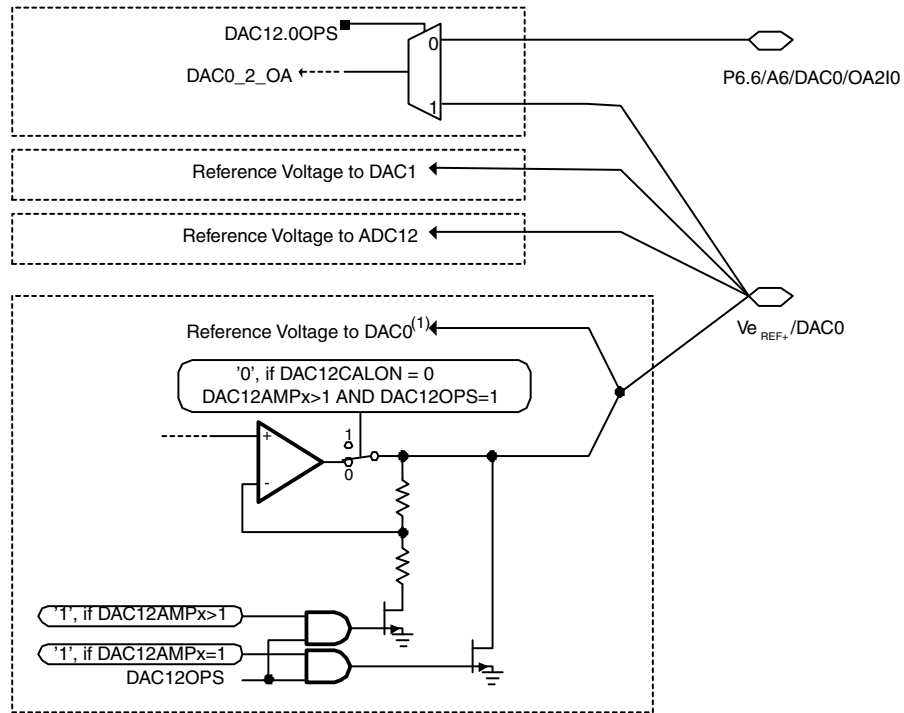 DAC12.0OPS
0
DAC0_2_OA
P6.6/A6/DAC0/OA2I0
1
Reference Voltage to DAC1
Reference Voltage to ADC12
Reference Voltage to DAC0(1)
VeREF+/DAC0
'0', if DAC12CALON = 0
DAC12AMPx>1 AND DAC12OPS=1
+
1
0
-
'1', if DAC12AMPx>1
'1', if DAC12AMPx=1
DAC12OPS